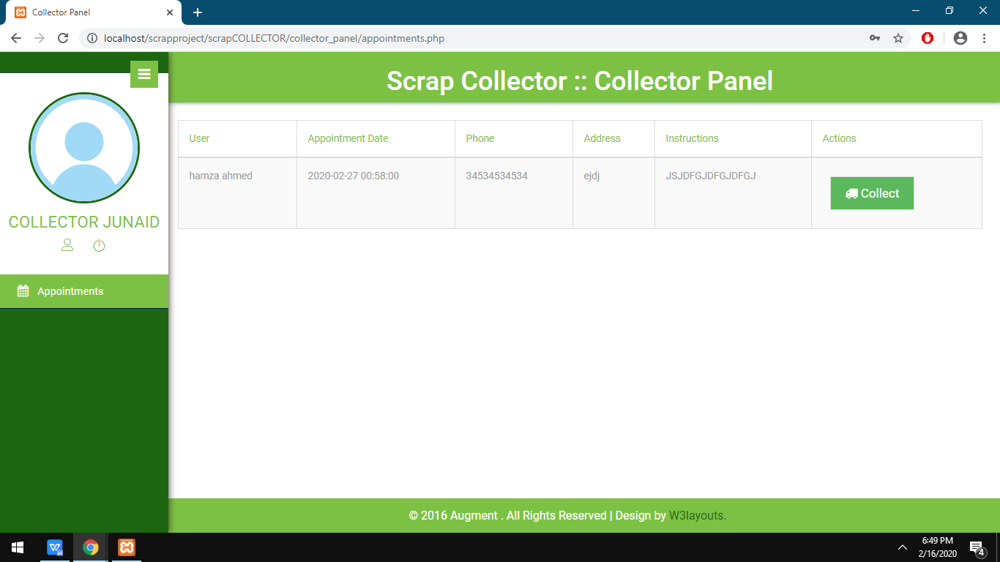 Collector Panel
localhost/scrapproject/scrapCOLLECTOR/collector_panel/appointments.php
Scrap Collector :: Collector Panel
COLLECTOR JUNAID
Appointments
User Appointment Date Phone Address Instructions Actions
hamza ahmed 2020-02-27 00:58:00 34534534534 ejdj JSJDFGJDFGJDFGJ Collect
© 2016 Augment . All Rights Reserved | Design by W3layouts.
6:49 PM
2/16/2020
4